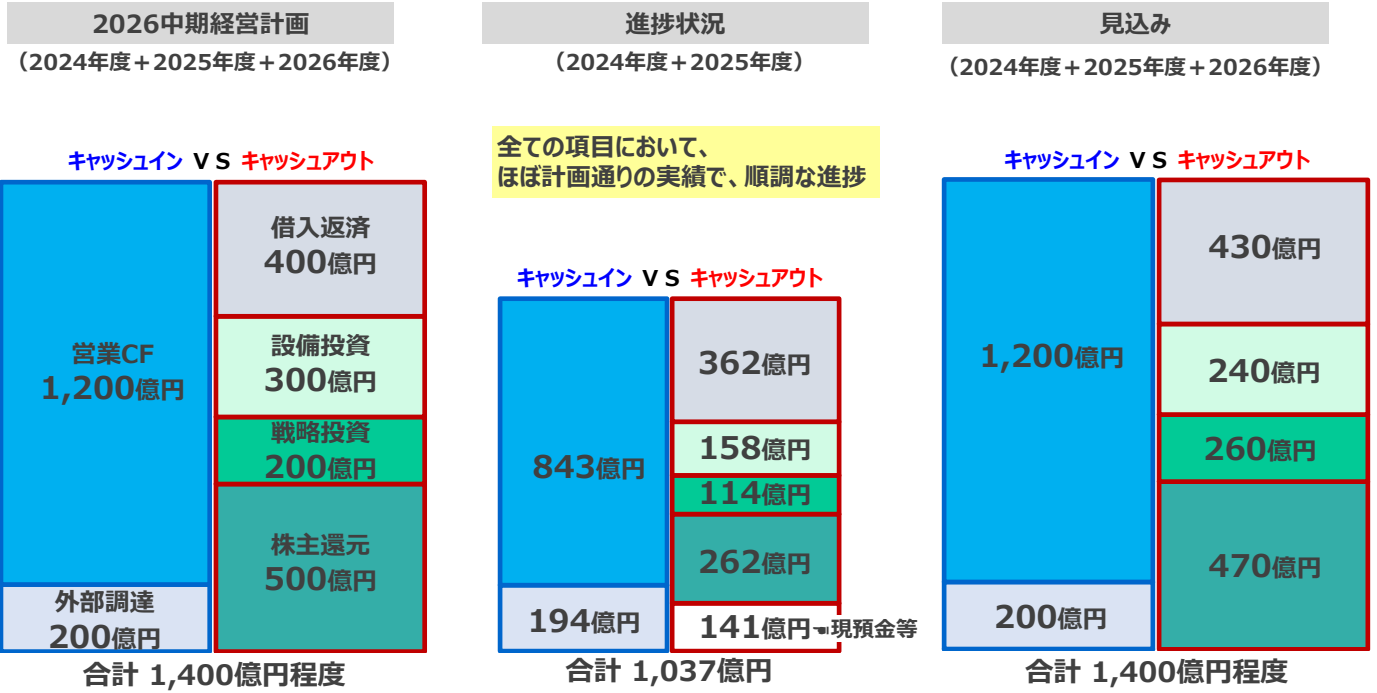 2026中期経営計画
（2024年度＋2025年度＋2026年度）
キャッシュイン ＶＳ キャッシュアウト
営業CF
1,200億円
外部調達
200億円
借入返済
400億円
設備投資
300億円
戦略投資
200億円
株主還元
500億円
合計 1,400億円程度
進捗状況
（2024年度＋2025年度）
全ての項目において、
ほぼ計画通りの実績で、順調な進捗
キャッシュイン ＶＳ キャッシュアウト
843億円
194億円
362億円
158億円
114億円
262億円
141億円☚現預金等
合計 1,037億円
見込み
（2024年度＋2025年度＋2026年度）
キャッシュイン ＶＳ キャッシュアウト
1,200億円
200億円
430億円
240億円
260億円
470億円
合計 1,400億円程度